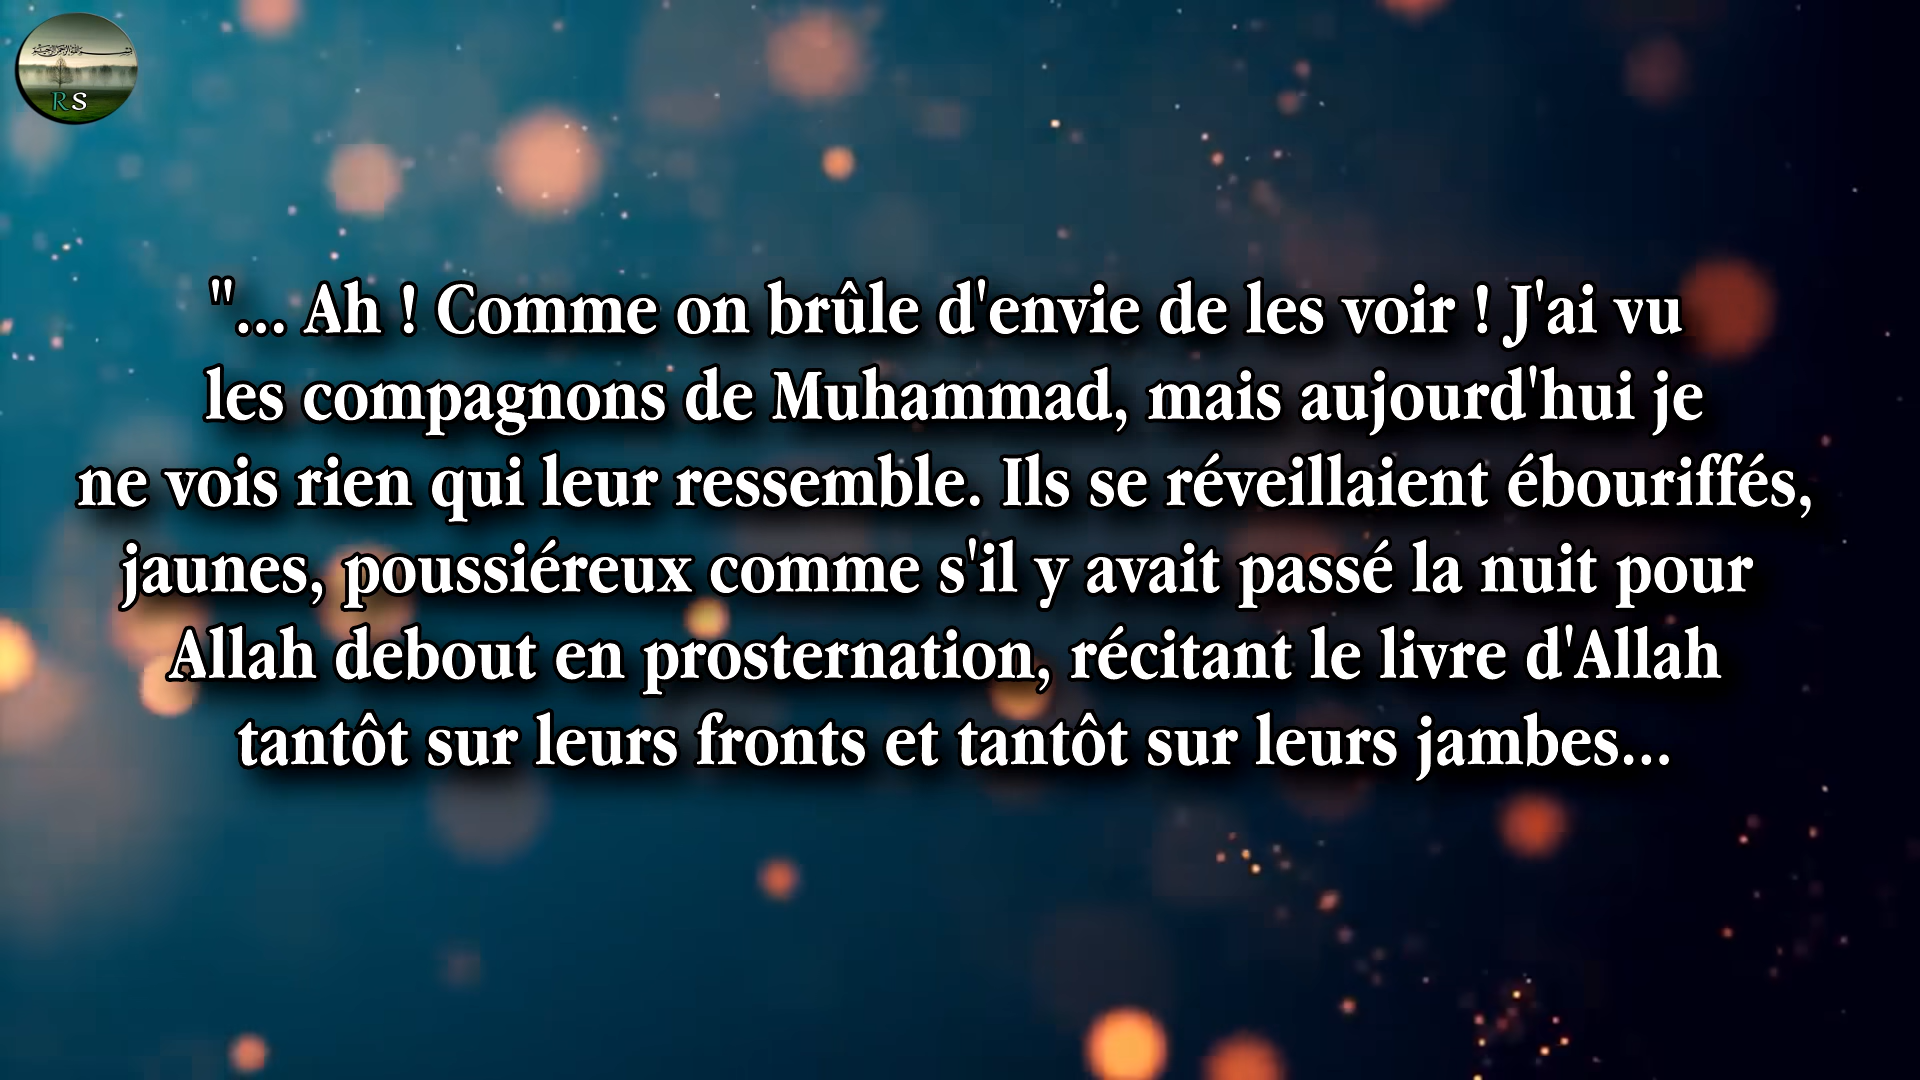 RS
"... Ah ! Comme on brûle d'envie de les voir ! J'ai vu
les compagnons de Muhammad, mais aujourd'hui je
ne vois rien qui leur ressemble. Ils se réveillaient ébouriffés,
jaunes, poussiéreux comme s'il y avait passé la nuit pour
Allah debout en prosternation, récitant le livre d'Allah
tantôt sur leurs fronts et tantôt sur leurs jambes...